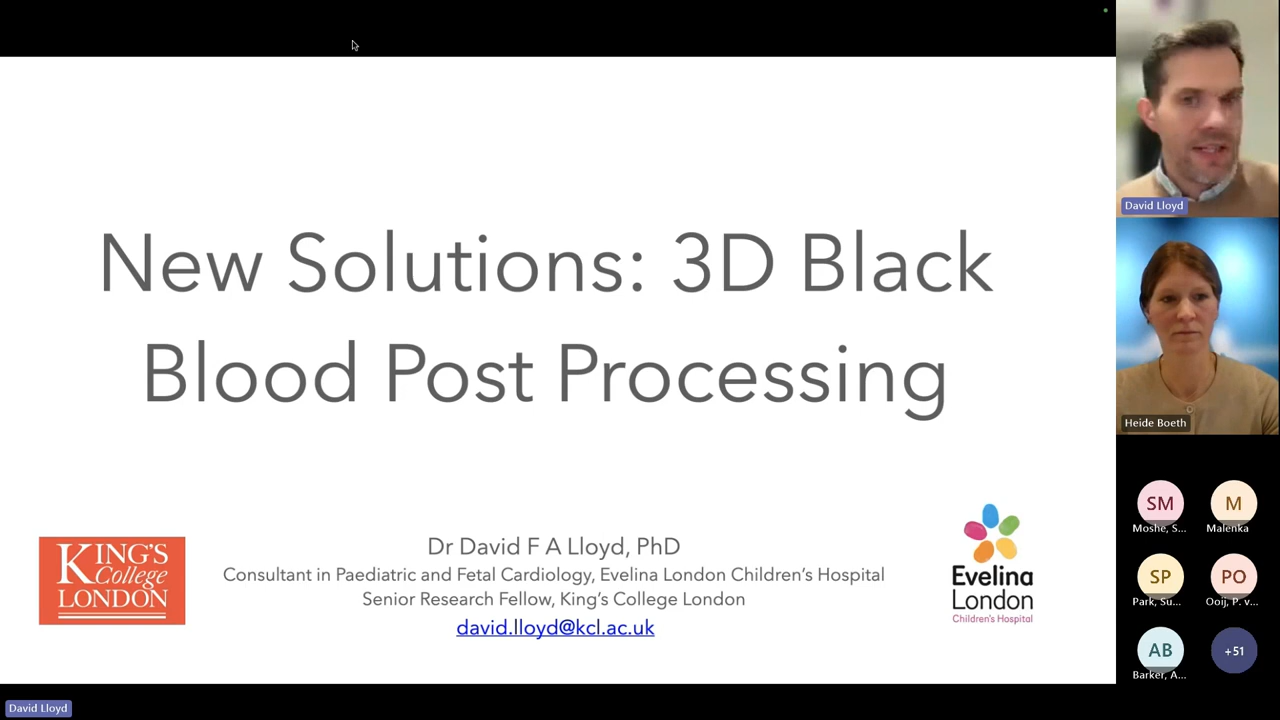 New Solutions: 3D Black
Blood Post Processing
KING'S
College
LONDON
Dr David F A Lloyd, PhD
Consultant in Paediatric and Fetal Cardiology, Evelina London Children's Hospital
Senior Research Fellow, King's College London
david.lloyd@kcl.ac.uk
Evelina
London
Children's Hospital
David Lloyd
Heide Boeth
SM
Moshe, S...
M
Malenka
SP
Park, Su...
PO
Ooij, P. v...
AB
Barker, A...
+51
David Lloyd